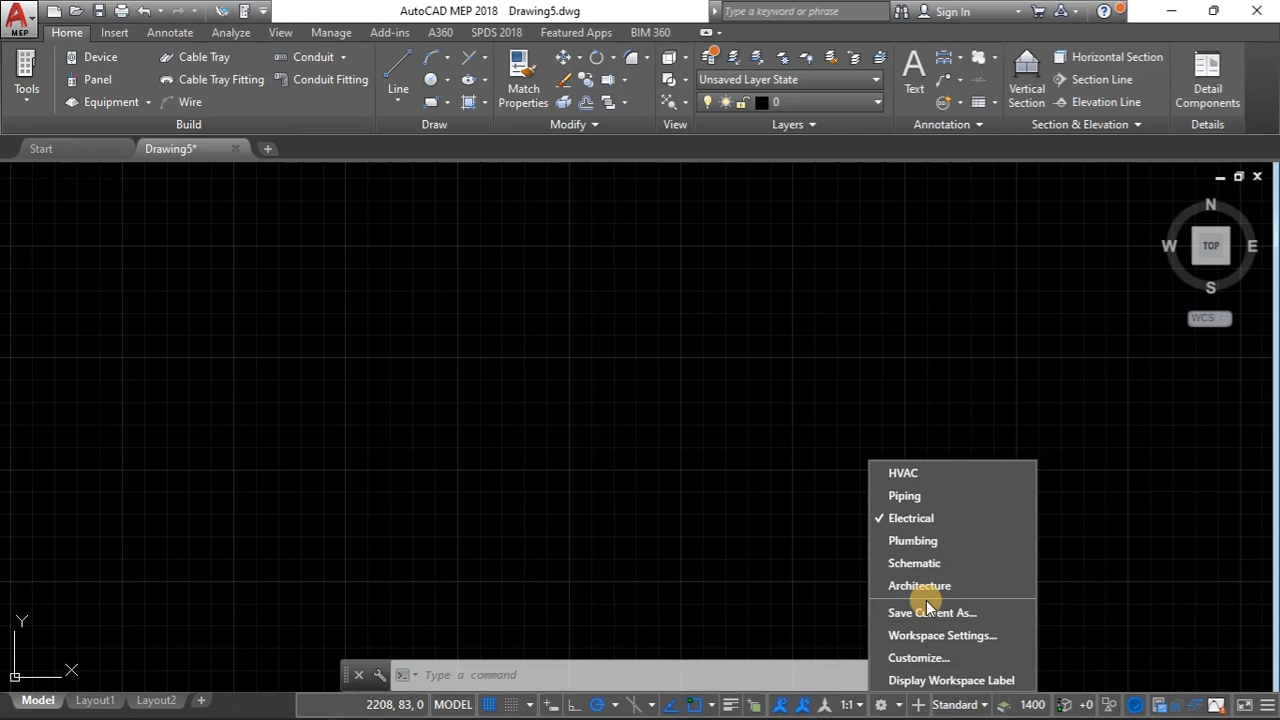 AutoCAD MEP 2018 Drawing5.dwg
Type a keyword or phrase
Sign In
MEP
Home Insert Annotate Analyze View Manage Add-ins A360 SPDS 2018 Featured Apps BIM 360
Tools
Device
Panel
Equipment
Cable Tray
Cable Tray Fitting
Wire
Conduit
Conduit Fitting
Build
Line
Draw
Match
Properties
Modify
View
Unsaved Layer State
0
Layers
Text
Annotation
Vertical
Section
Horizontal Section
Section Line
Elevation Line
Section & Elevation
Detail
Components
Details
Start
Drawing5*
N
W TOP E
S
WCS
HVAC
Piping
Electrical
Plumbing
Schematic
Architecture
Save Current As...
Workspace Settings...
Customize...
Display Workspace Label
Y
X
Type a command
Model Layout1 Layout2
2208, 83, 0 MODEL
1:1
Standard
1400
+0